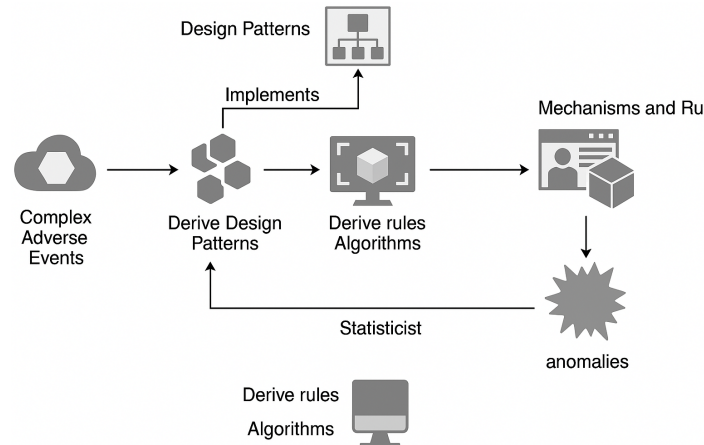 Design Patterns
Implements
Mechanisms and Ru
Complex
Adverse
Events
Derive Design
Patterns
Derive rules
Algorithms
Statisticist
anomalies
Derive rules
Algorithms